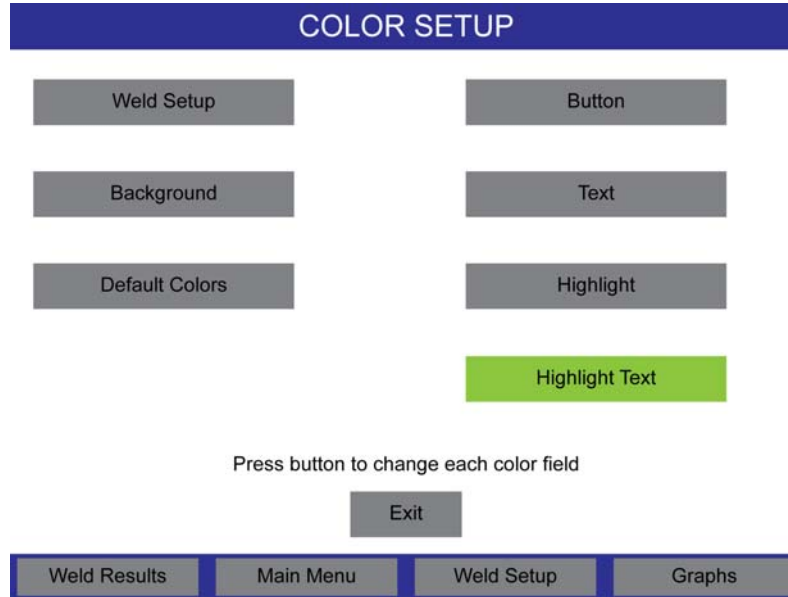 COLOR SETUP
Weld Setup
Button
Background
Text
Default Colors
Highlight
Highlight Text
Press button to change each color field
Exit
Weld Results
Main Menu
Weld Setup
Graphs